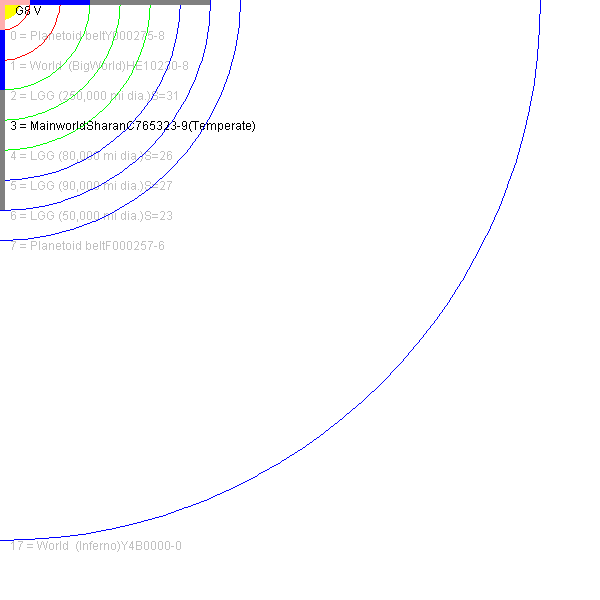 G8 V
0 = Planetoid beltY000275-8
1 = World  (BigWorld)HE10230-8
2 = LGG (250,000 mi dia.)S=31
3 = MainworldSharanC765323-9(Temperate)
4 = LGG (80,000 mi dia.)S=26
5 = LGG (90,000 mi dia.)S=27
6 = LGG (50,000 mi dia.)S=23
7 = Planetoid beltF000257-6
17 = World  (Inferno)Y4B0000-0